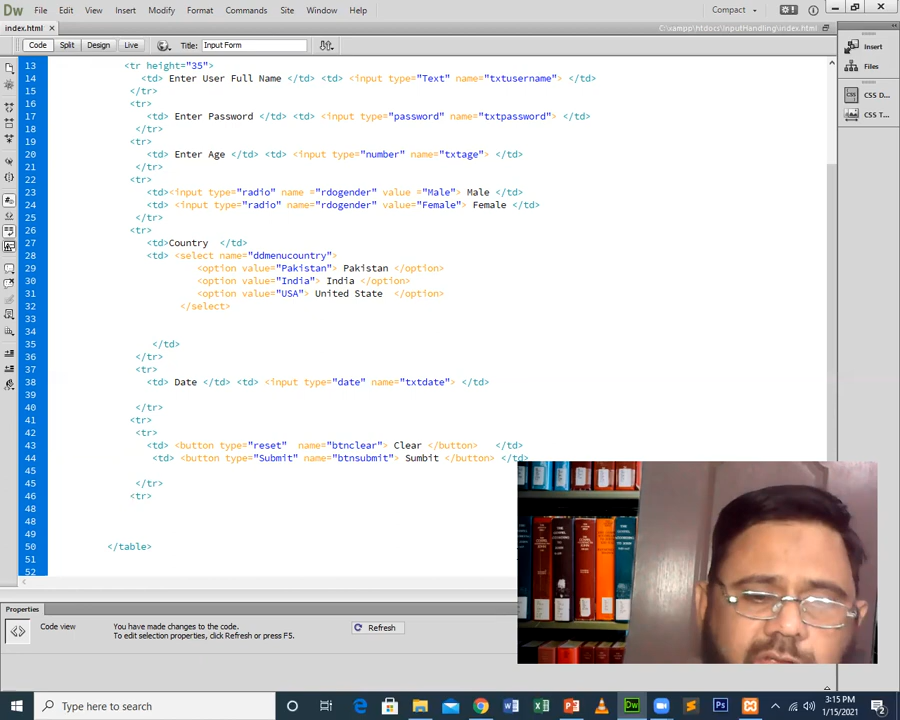 Dw File Edit View Insert Modify Format Commands Site Window Help Compact
index.html × C:\xampp\htdocs\InputHandling\index.html
Code Split Design Live Title: Input Form
Insert
Files
CSS D...
CSS T...
13 <tr height="35">
14 <td> Enter User Full Name </td> <td> <input type="Text" name="txtusername"> </td>
15 </tr>
16 <tr>
17 <td> Enter Password </td> <td> <input type="password" name="txtpassword"> </td>
18 </tr>
19 <tr>
20 <td> Enter Age </td> <td> <input type="number" name="txtage"> </td>
21 </tr>
22 <tr>
23 <td><input type="radio" name ="rdogender" value ="Male"> Male </td>
24 <td> <input type="radio" name="rdogender" value="Female"> Female </td>
25 </tr>
26 <tr>
27 <td>Country </td>
28 <td> <select name="ddmenucountry">
29 <option value="Pakistan"> Pakistan </option>
30 <option value="India"> India </option>
31 <option value="USA"> United State </option>
32 </select>
33
34
35 </td>
36 </tr>
37 <tr>
38 <td> Date </td> <td> <input type="date" name="txtdate"> </td>
39
40 </tr>
41 <tr>
42 <tr>
43 <td> <button type="reset" name="btnclear"> Clear </button> </td>
44 <td> <button type="Submit" name="btnsubmit"> Sumbit </button> </td>
45
45 </tr>
46 <tr>
48
48
49
50 </table>
51
52
Properties
Code view
You have made changes to the code.
To edit selection properties, click Refresh or press F5.
Refresh
Type here to search
3:15 PM
1/15/2021
2